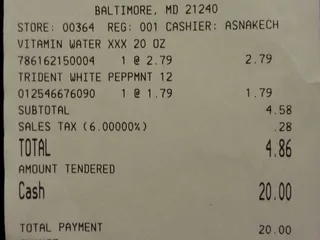 BALTIMORE, MD 21240
STORE: 00364 REG: 001 CASHIER: ASNAKECH
VITAMIN WATER XXX 20 OZ
786162150004 1 @ 2.79 2.79
TRIDENT WHITE PEPPMNT 12
012546676090 1 @ 1.79 1.79
SUBTOTAL 4.58
SALES TAX (6.00000%) .28
TOTAL 4.86
AMOUNT TENDERED
Cash 20.00
TOTAL PAYMENT 20.00